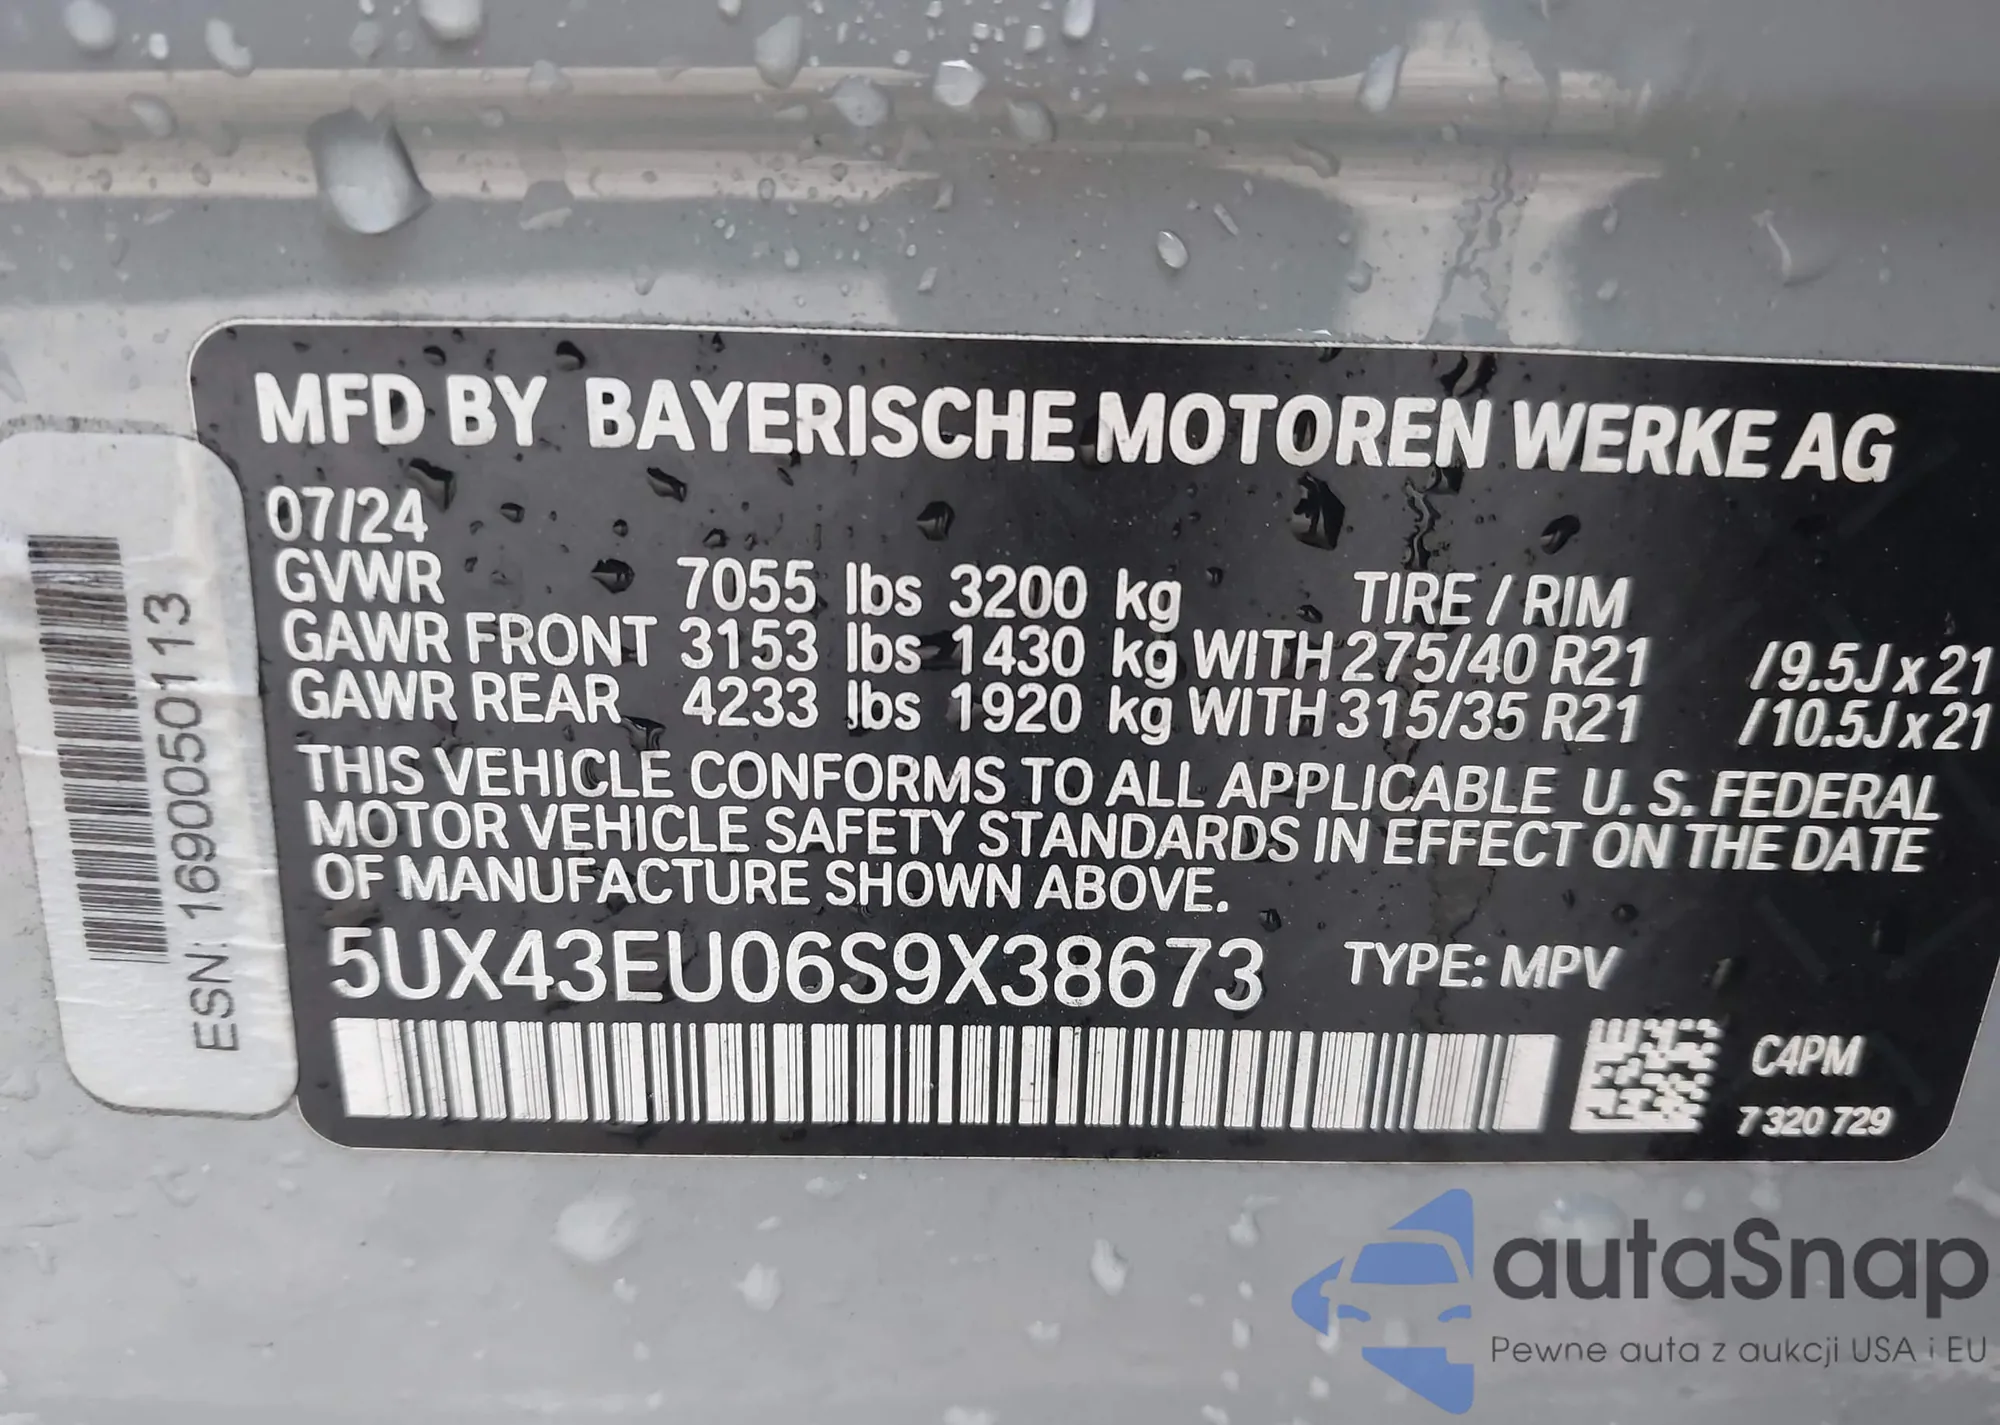 MFD BY BAYERISCHE MOTOREN WERKE AG
07/24
GVWR 7055 lbs 3200 kg TIRE / RIM
GAWR FRONT 3153 lbs 1430 kg WITH 275/40 R21 /9.5J x 21
GAWR REAR 4233 lbs 1920 kg WITH 315/35 R21 /10.5J x 21
THIS VEHICLE CONFORMS TO ALL APPLICABLE U. S. FEDERAL
MOTOR VEHICLE SAFETY STANDARDS IN EFFECT ON THE DATE
OF MANUFACTURE SHOWN ABOVE.
5UX43EU06S9X38673 TYPE: MPV
C4PM
7 320 729
ESN: 1690050113
autaSnap
Pewne auta z aukcji USA i EU